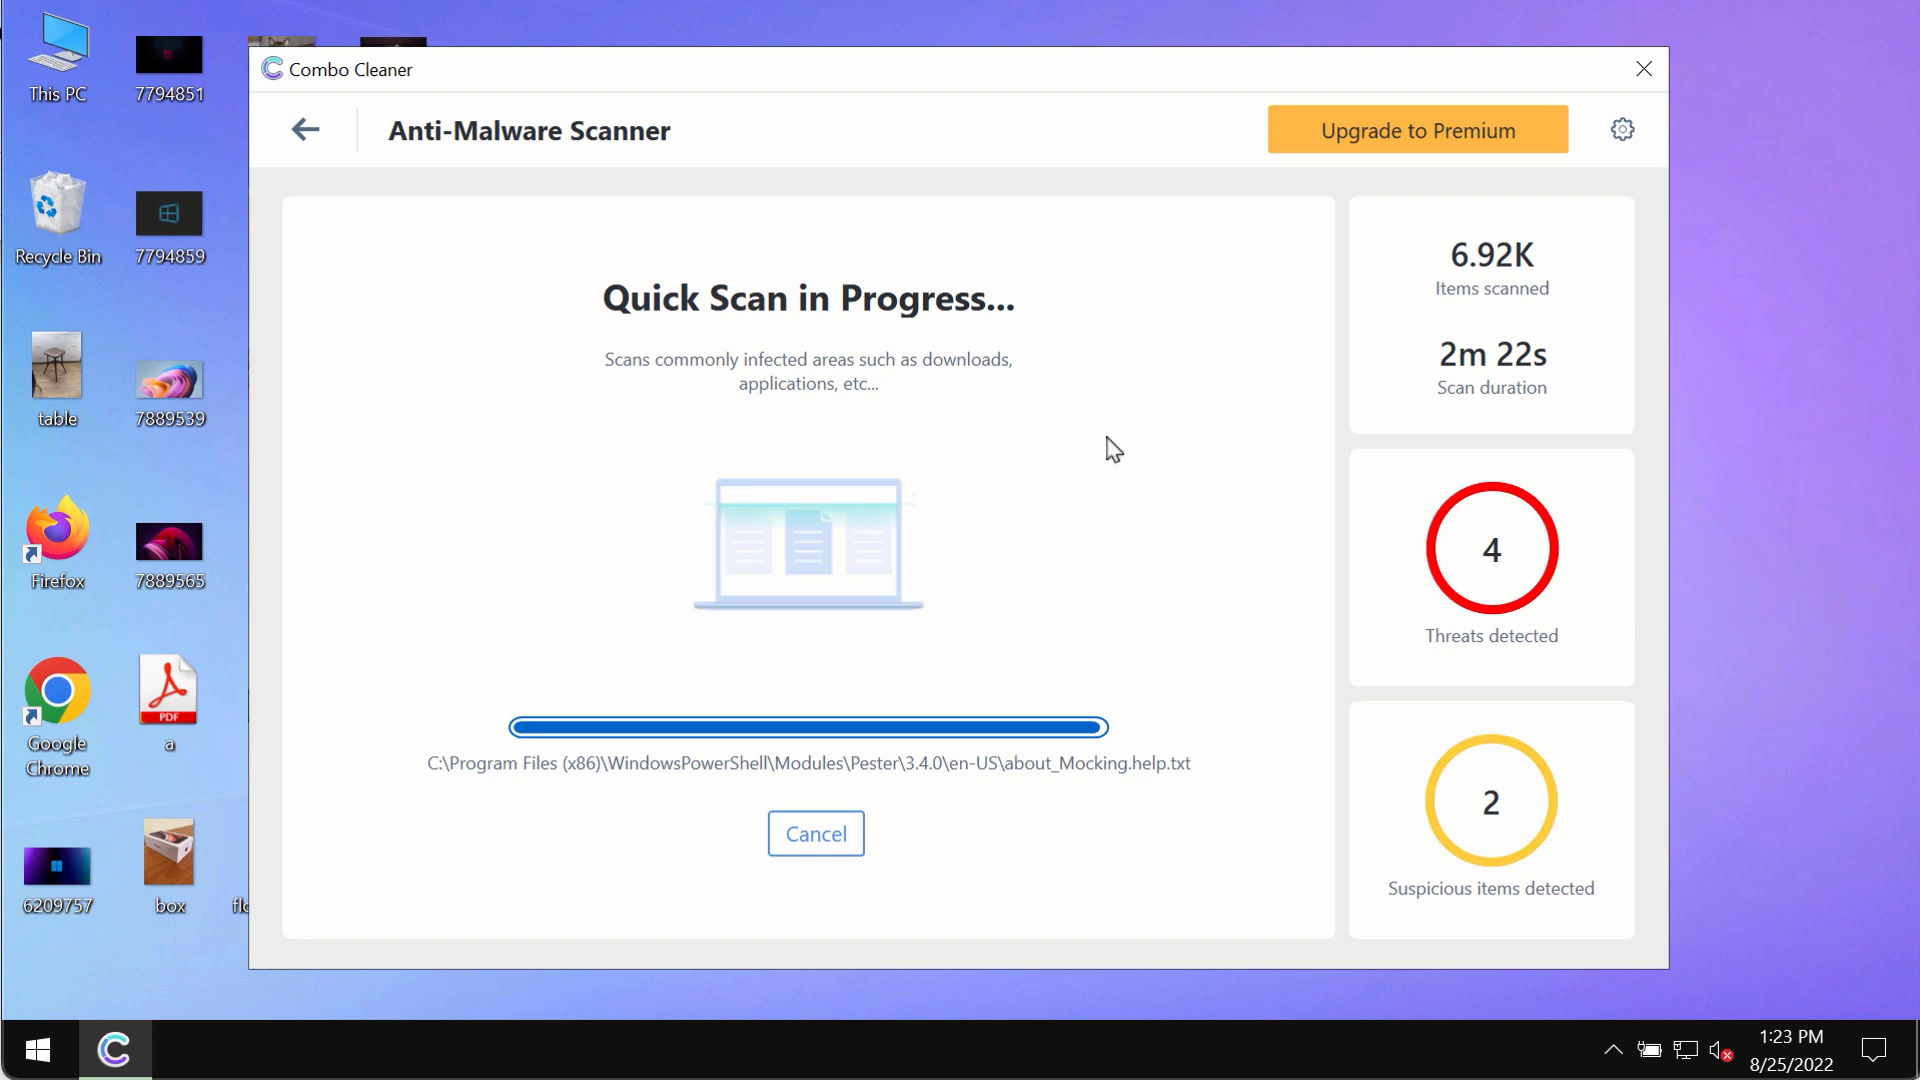 This PC
7794851
Recycle Bin
7794859
table
7889539
Firefox
7889565
Google
Chrome
PDF
a
6209757
box
Combo Cleaner
Anti-Malware Scanner
Upgrade to Premium
Quick Scan in Progress...
Scans commonly infected areas such as downloads,
applications, etc...
C:\Program Files (x86)\WindowsPowerShell\Modules\Pester\3.4.0\en-US\about_Mocking.help.txt
Cancel
6.92K
Items scanned
2m 22s
Scan duration
4
Threats detected
2
Suspicious items detected
1:23 PM
8/25/2022